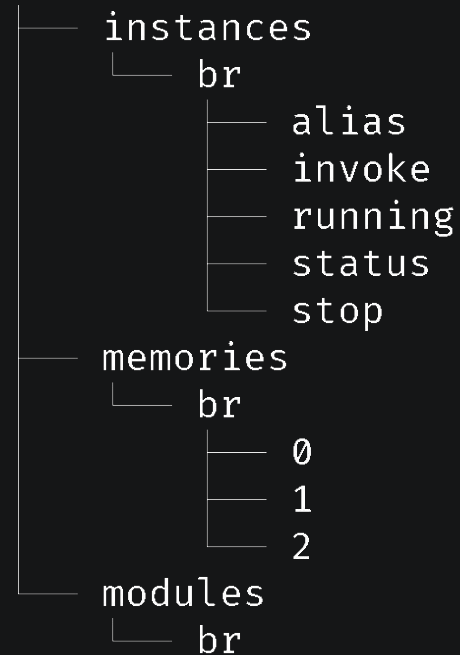 instances
br
alias
invoke
running
status
stop
memories
br
0
1
2
modules
br